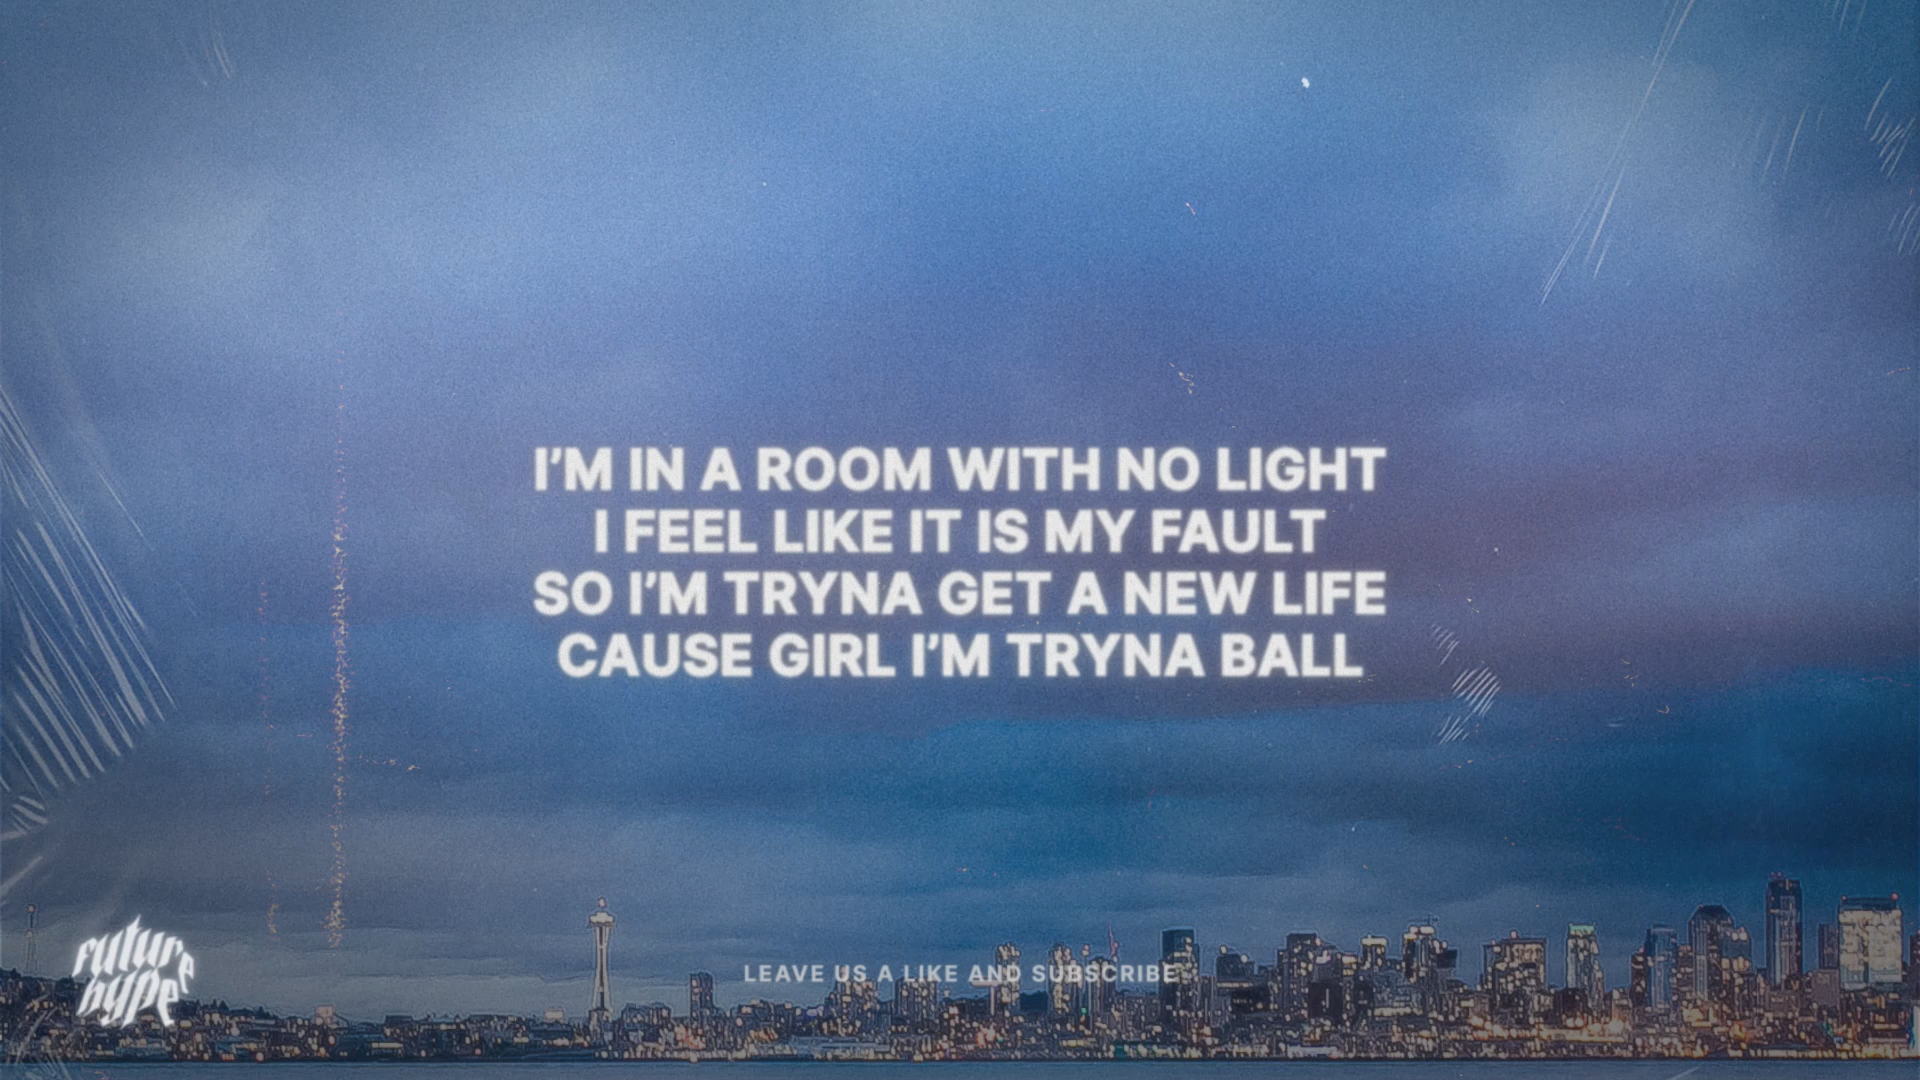 I’M IN A ROOM WITH NO LIGHT
I FEEL LIKE IT IS MY FAULT
SO I’M TRYNA GET A NEW LIFE
CAUSE GIRL I’M TRYNA BALL
LEAVE US A LIKE AND SUBSCRIBE
future
hype